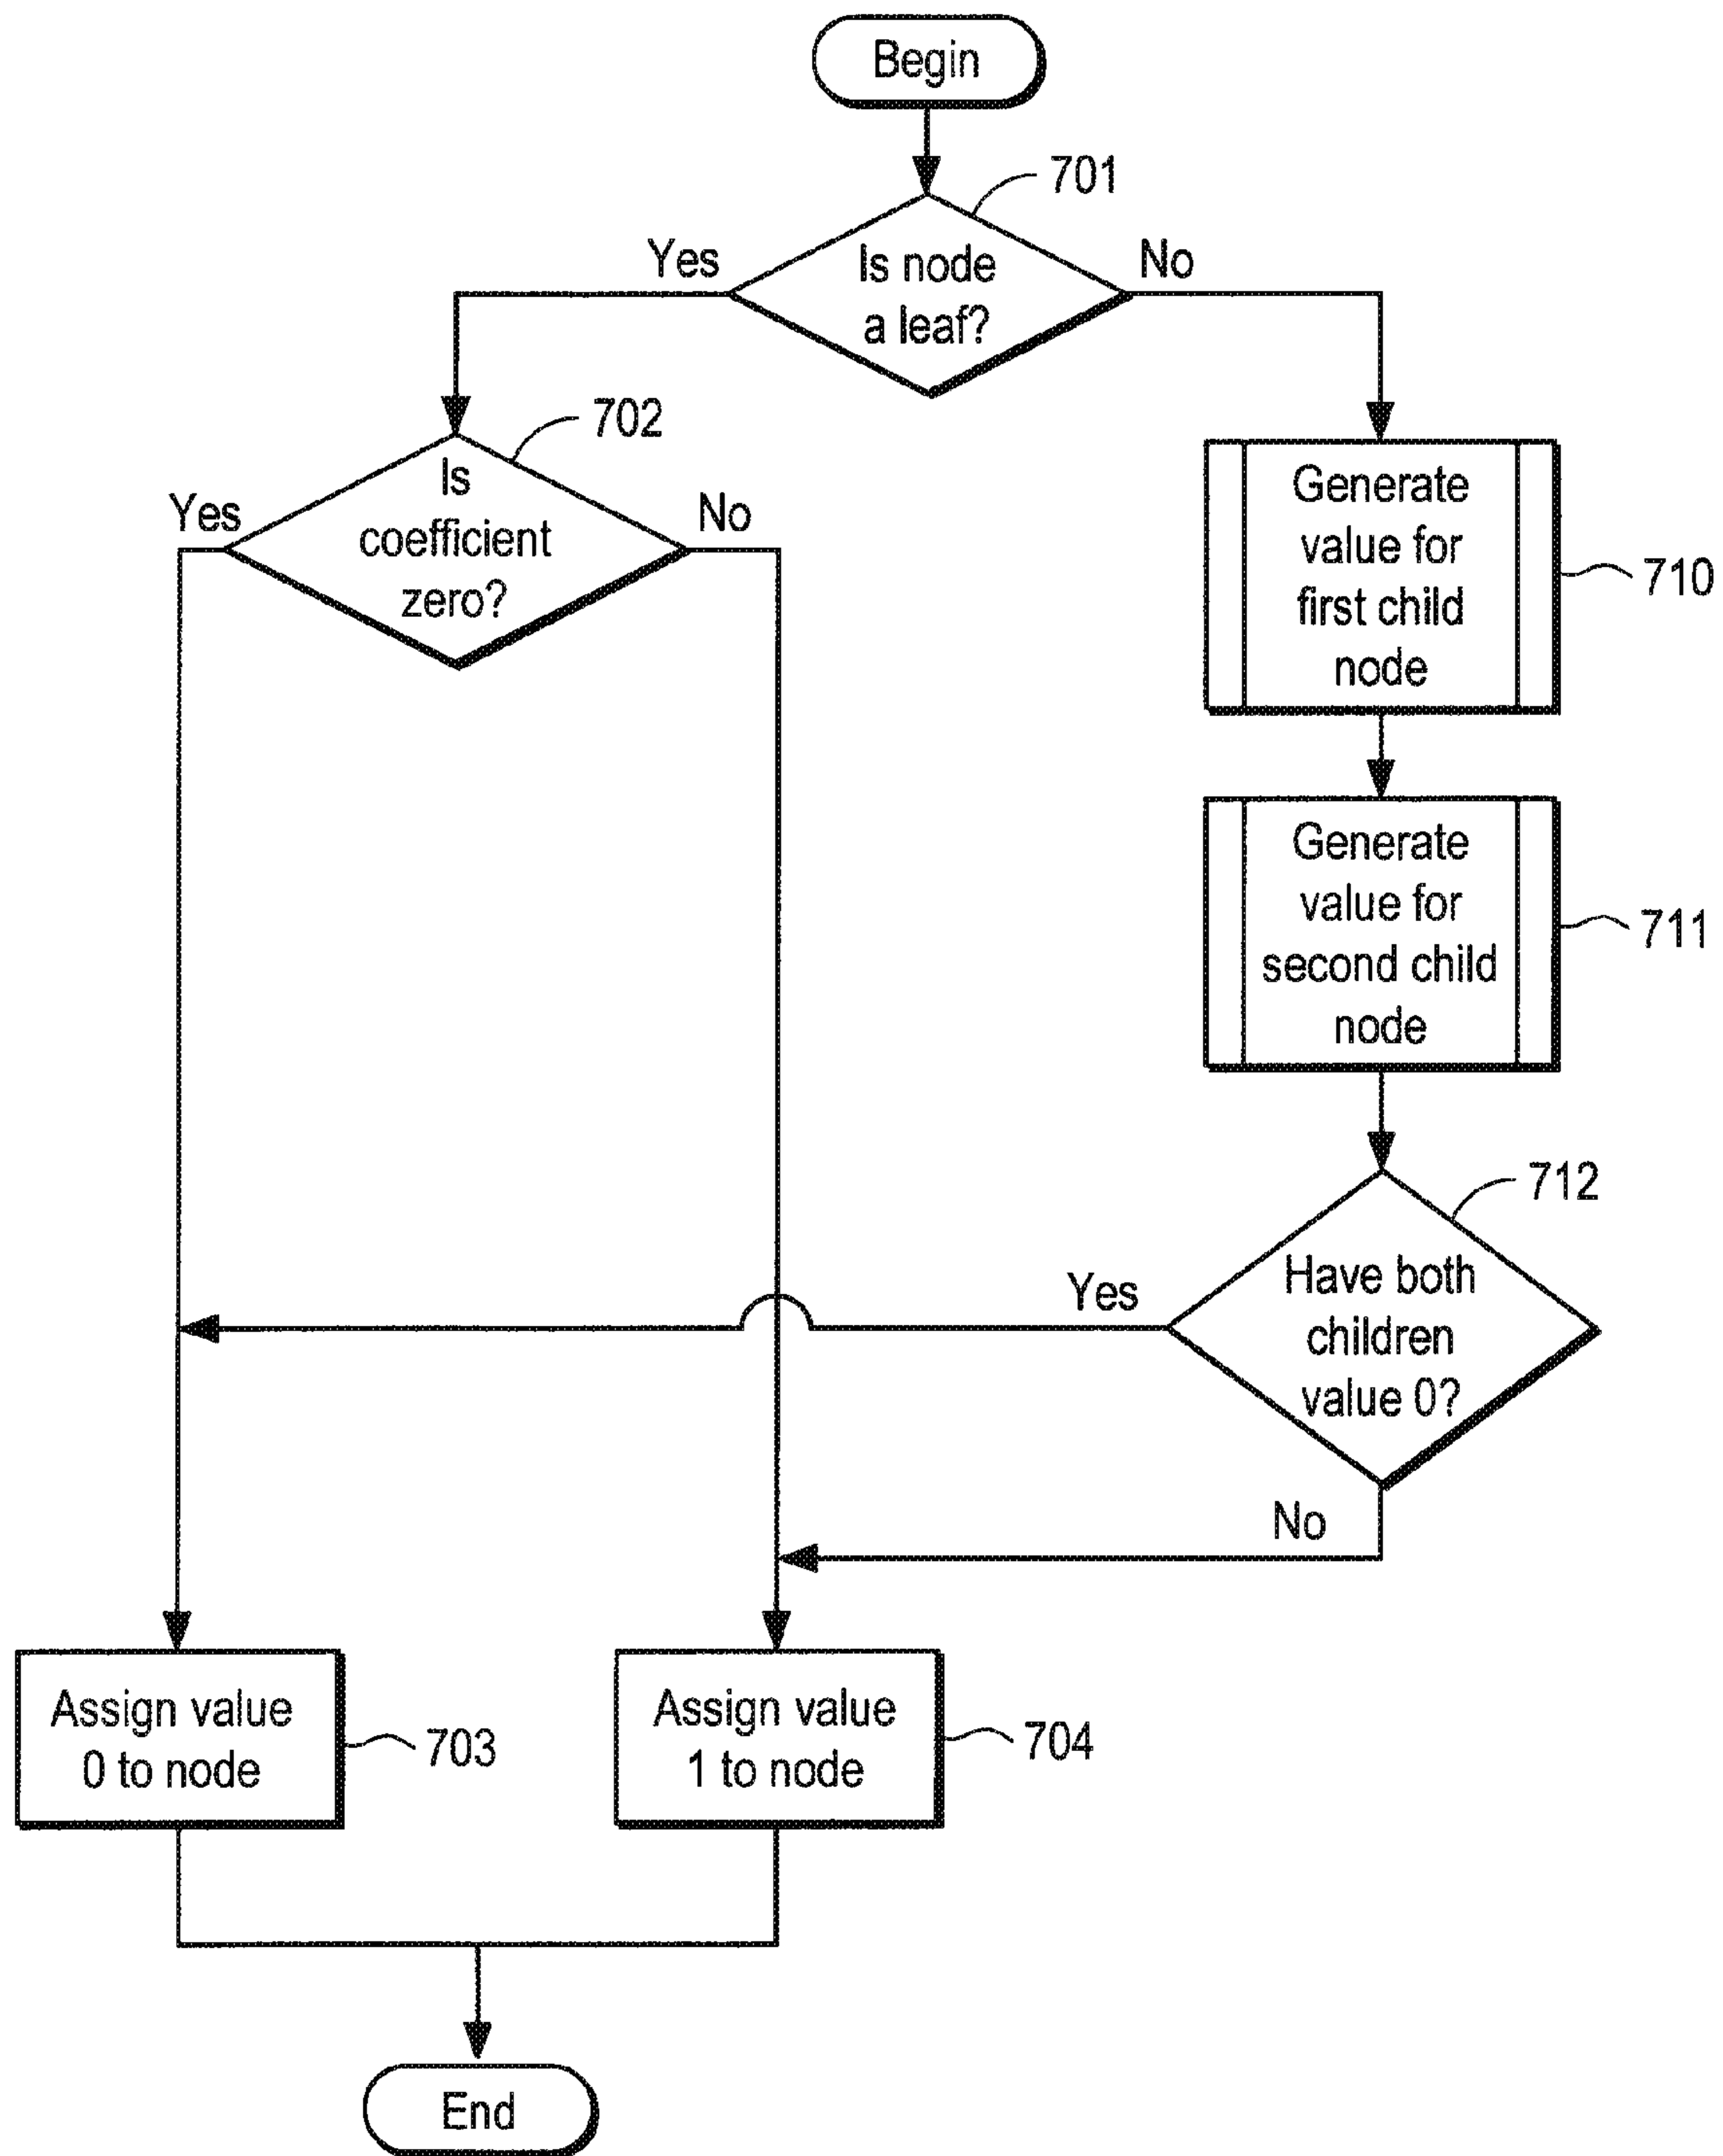 Begin
701
Yes
Is node
a leaf?
No
702
Yes
Is
coefficient
zero?
No
Generate
value for
first child
node
710
Generate
value for
second child
node
711
712
Yes
Have both
children
value 0?
No
Assign value
0 to node
703
Assign value
1 to node
704
End